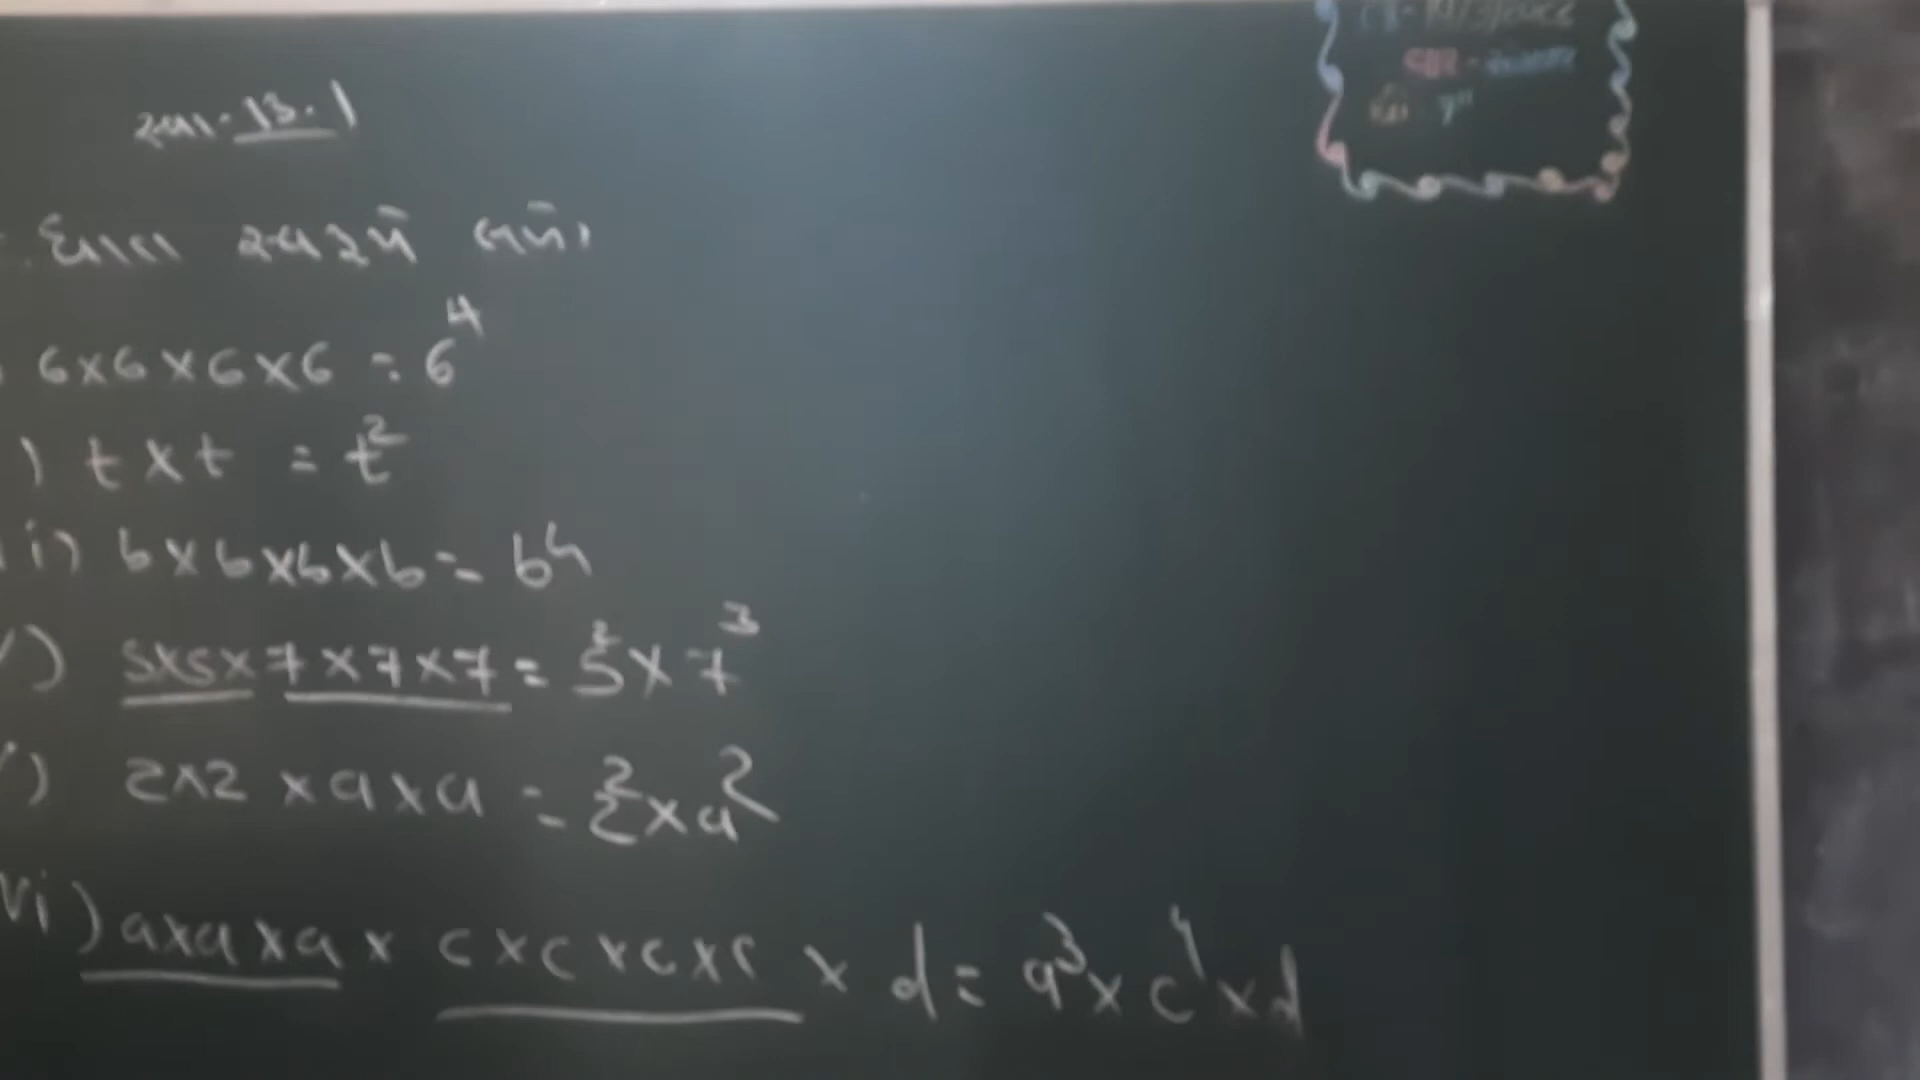 સ્વા. 13.1
ઘાત સ્વરૂપે લખો
6×6×6×6 = 6⁴
) t×t = t²
ii) b×b×b×b = b⁴
v) 5×5×7×7×7 = 5²×7³
) 2×2×a×a = 2²×a²
vi) a×a×a×c×c×c×c×d = a³×c⁴×d
7